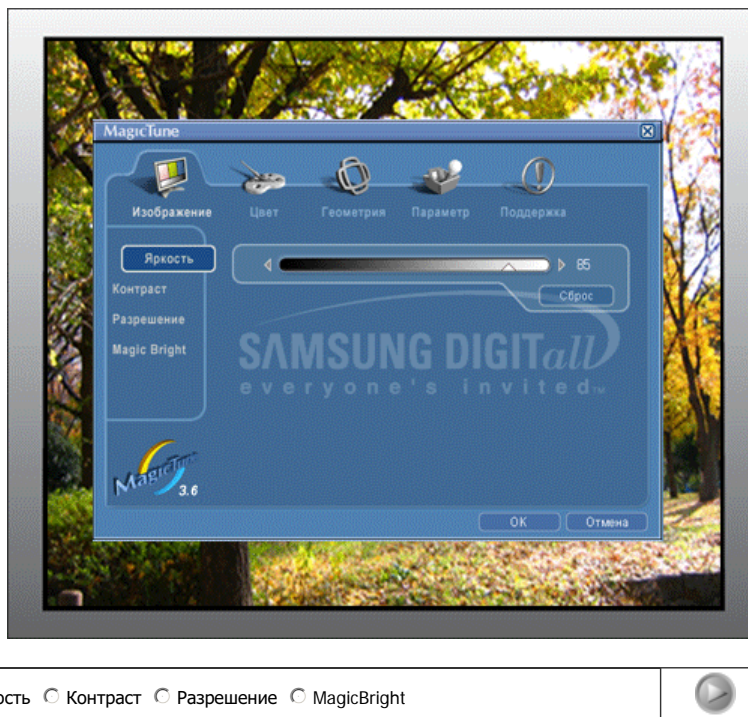 MagicTune
Изображение Цвет Геометрия Параметр Поддержка
Яркость
85
Контраст
Сброс
Разрешение
Magic Bright
SAMSUNG DIGITall
everyone's invited™
MagicTune
3.6
OK Отмена
ость Контраст Разрешение MagicBright